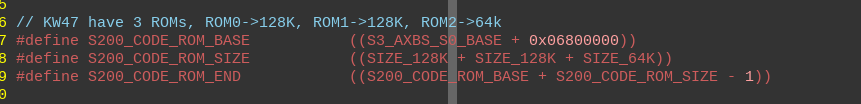 5
6 // KW47 have 3 ROMs, ROM0->128K, ROM1->128K, ROM2->64k
7 #define S200_CODE_ROM_BASE ((S3_AXBS_S0_BASE + 0x06800000))
8 #define S200_CODE_ROM_SIZE ((SIZE_128K + SIZE_128K + SIZE_64K))
9 #define S200_CODE_ROM_END ((S200_CODE_ROM_BASE + S200_CODE_ROM_SIZE - 1))
0